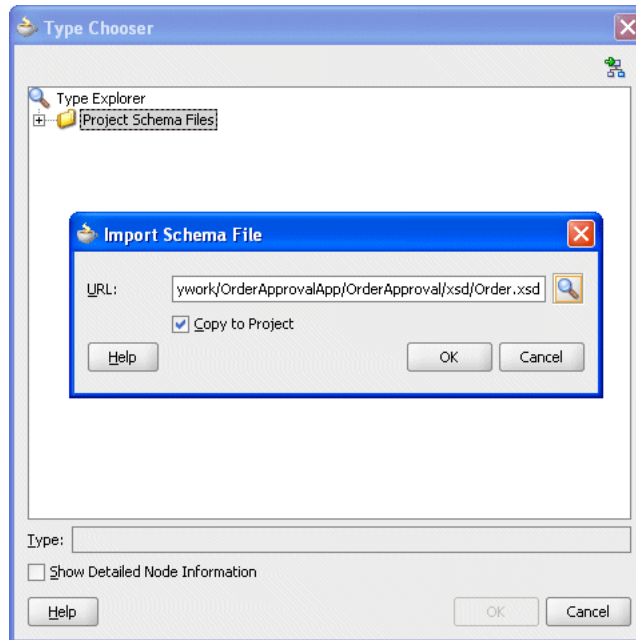 Type Chooser
Type Explorer
Project Schema Files
Import Schema File
URL: ywork/OrderApprovalApp/OrderApproval/xsd/Order.xsd
Copy to Project
Help OK Cancel
Type:
Show Detailed Node Information
Help OK Cancel